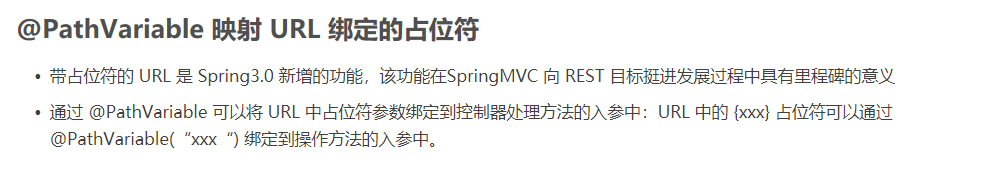 @PathVariable 映射 URL 绑定的占位符
• 带占位符的 URL 是 Spring3.0 新增的功能，该功能在SpringMVC 向 REST 目标挺进发展过程中具有里程碑的意义
• 通过 @PathVariable 可以将 URL 中占位符参数绑定到控制器处理方法的入参中：URL 中的 {xxx} 占位符可以通过
@PathVariable(“xxx“) 绑定到操作方法的入参中。